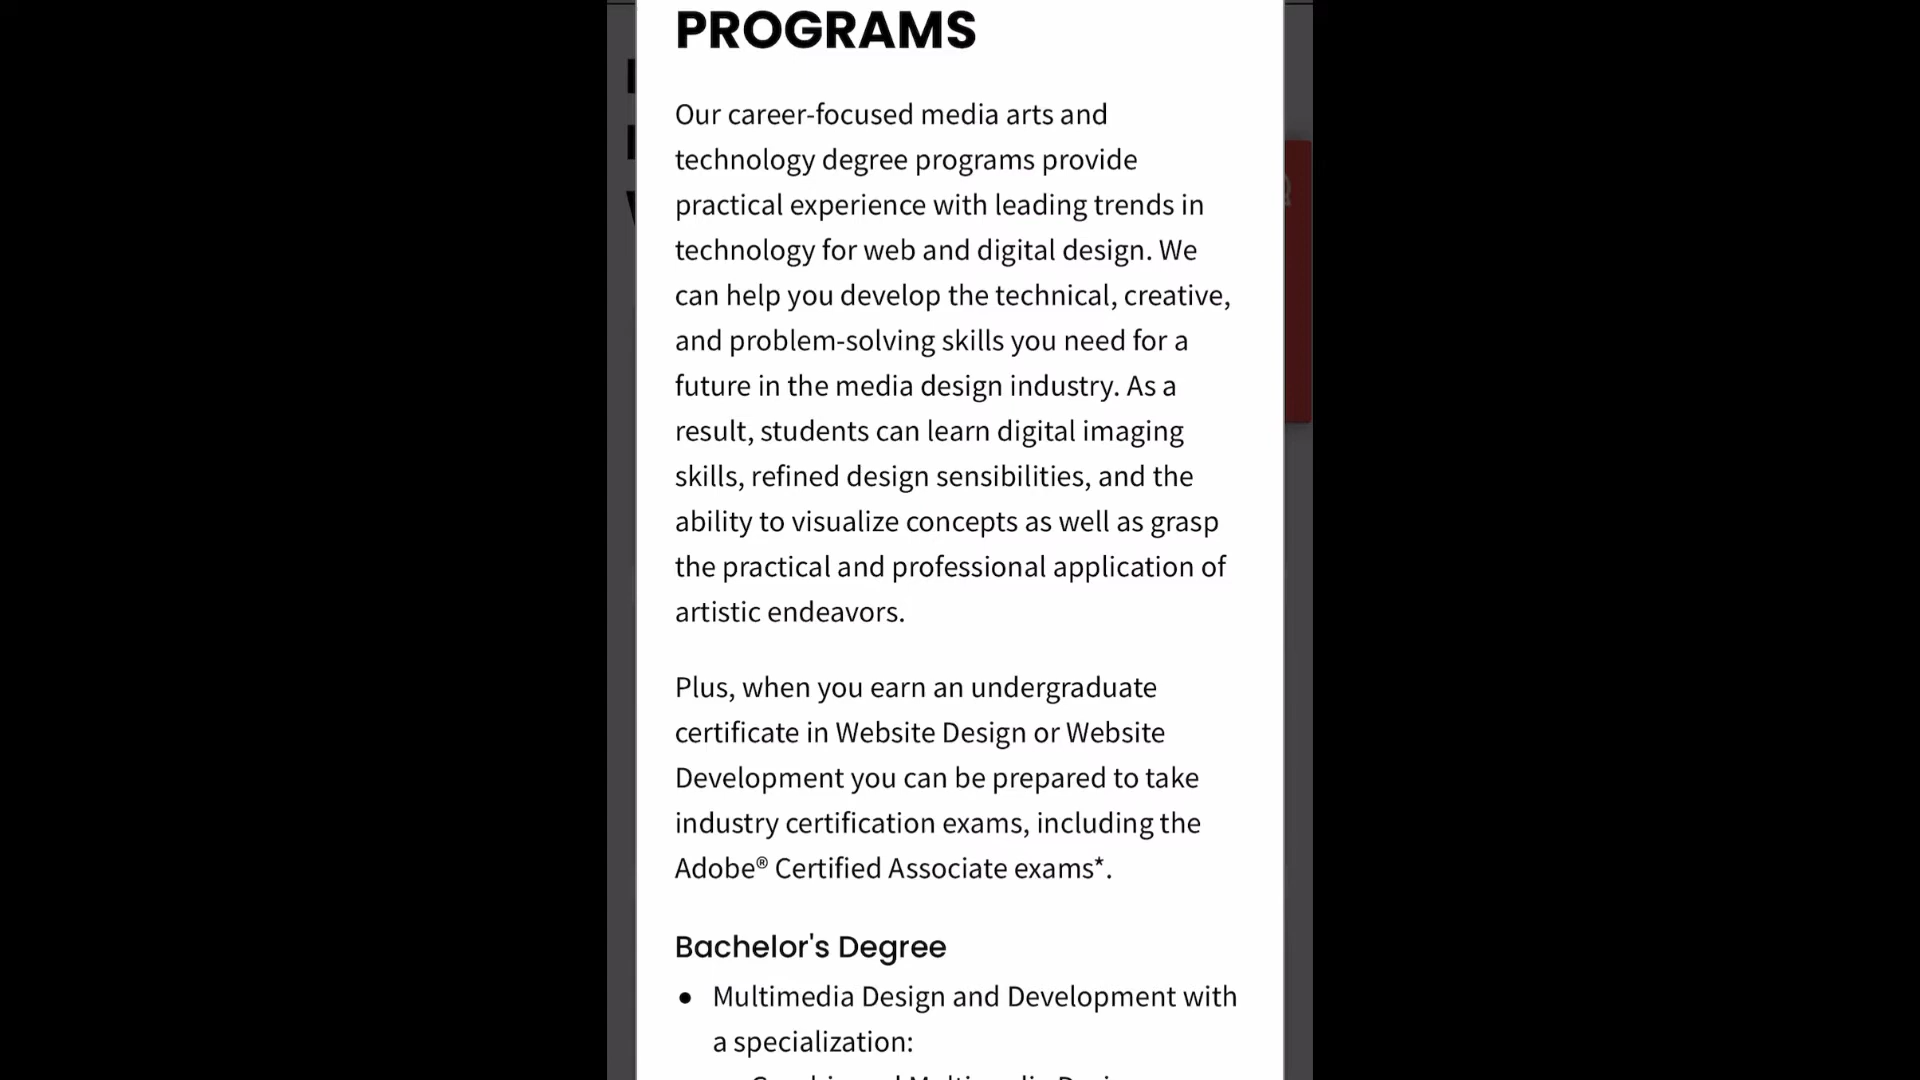 PROGRAMS
Our career-focused media arts and
technology degree programs provide
practical experience with leading trends in
technology for web and digital design. We
can help you develop the technical, creative,
and problem-solving skills you need for a
future in the media design industry. As a
result, students can learn digital imaging
skills, refined design sensibilities, and the
ability to visualize concepts as well as grasp
the practical and professional application of
artistic endeavors.
Plus, when you earn an undergraduate
certificate in Website Design or Website
Development you can be prepared to take
industry certification exams, including the
Adobe® Certified Associate exams*.
Bachelor's Degree
• Multimedia Design and Development with
a specialization: